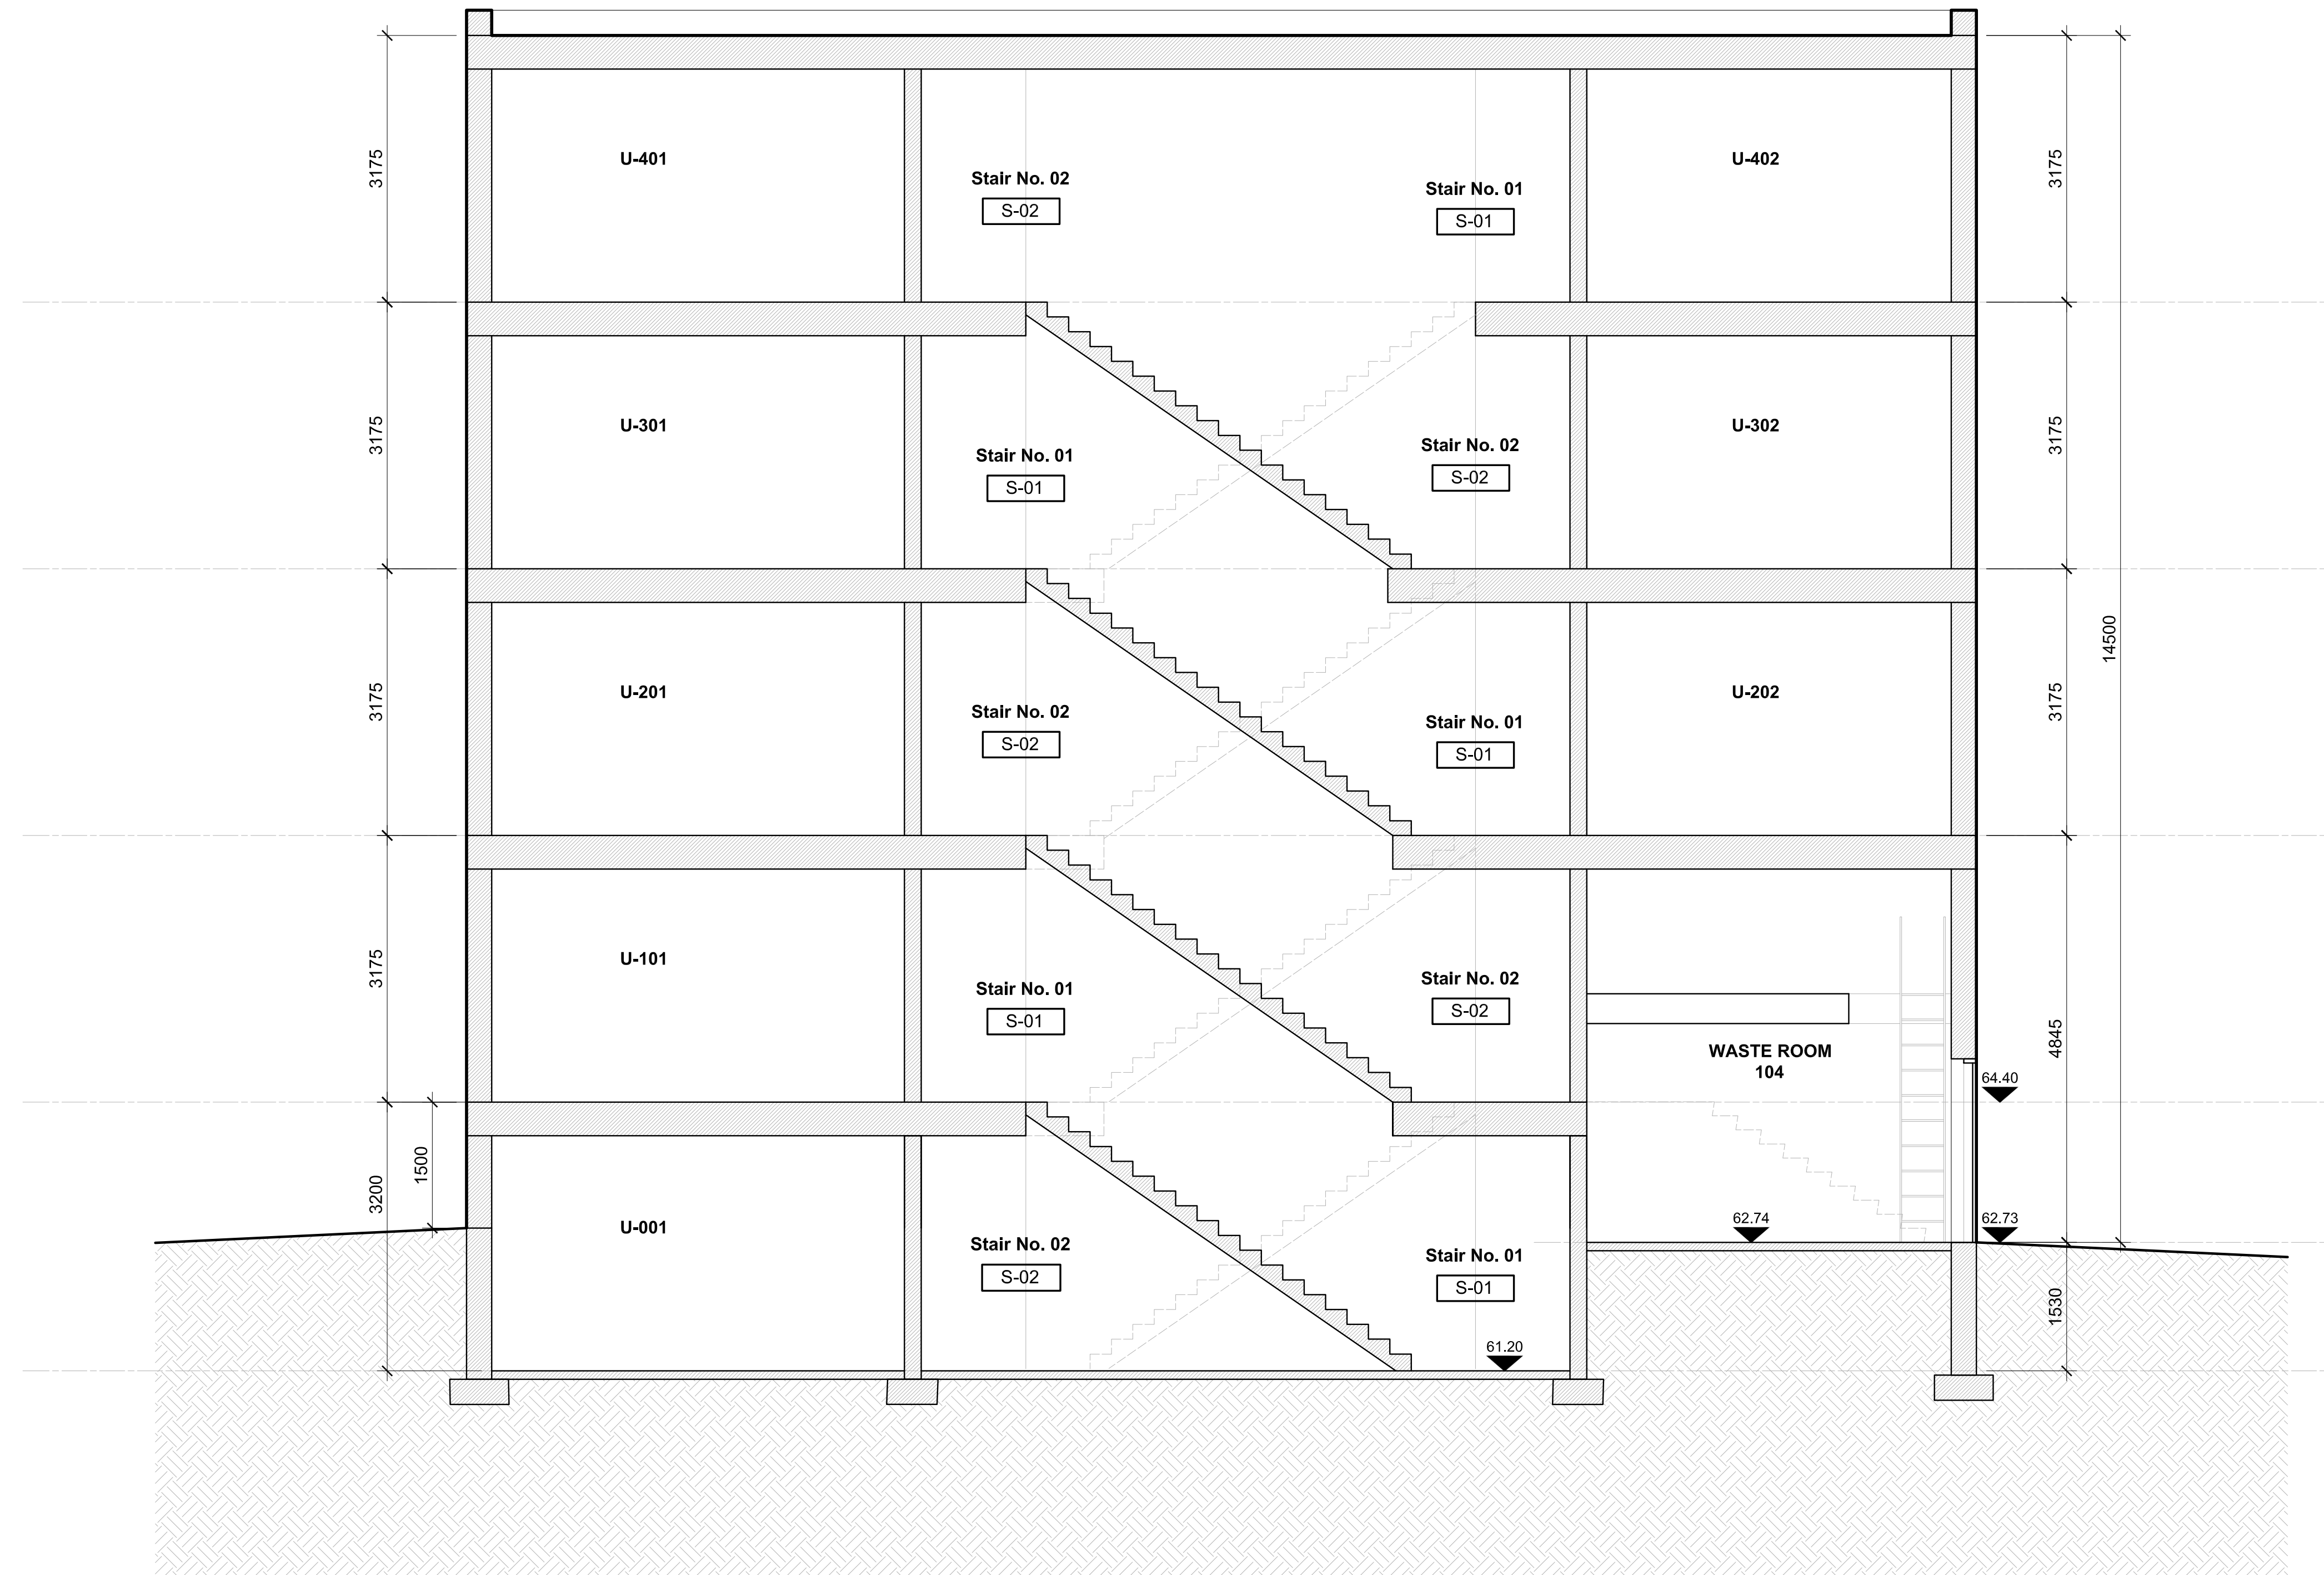 U-401
U-402
3175
3175
Stair No. 02
S-02
Stair No. 01
S-01
U-301
U-302
3175
3175
Stair No. 01
S-01
Stair No. 02
S-02
14500
U-201
U-202
3175
3175
Stair No. 02
S-02
Stair No. 01
S-01
U-101
3175
Stair No. 01
S-01
Stair No. 02
S-02
WASTE ROOM
104
4845
64.40
1500
3200
U-001
62.74
62.73
Stair No. 02
S-02
Stair No. 01
S-01
1530
61.20